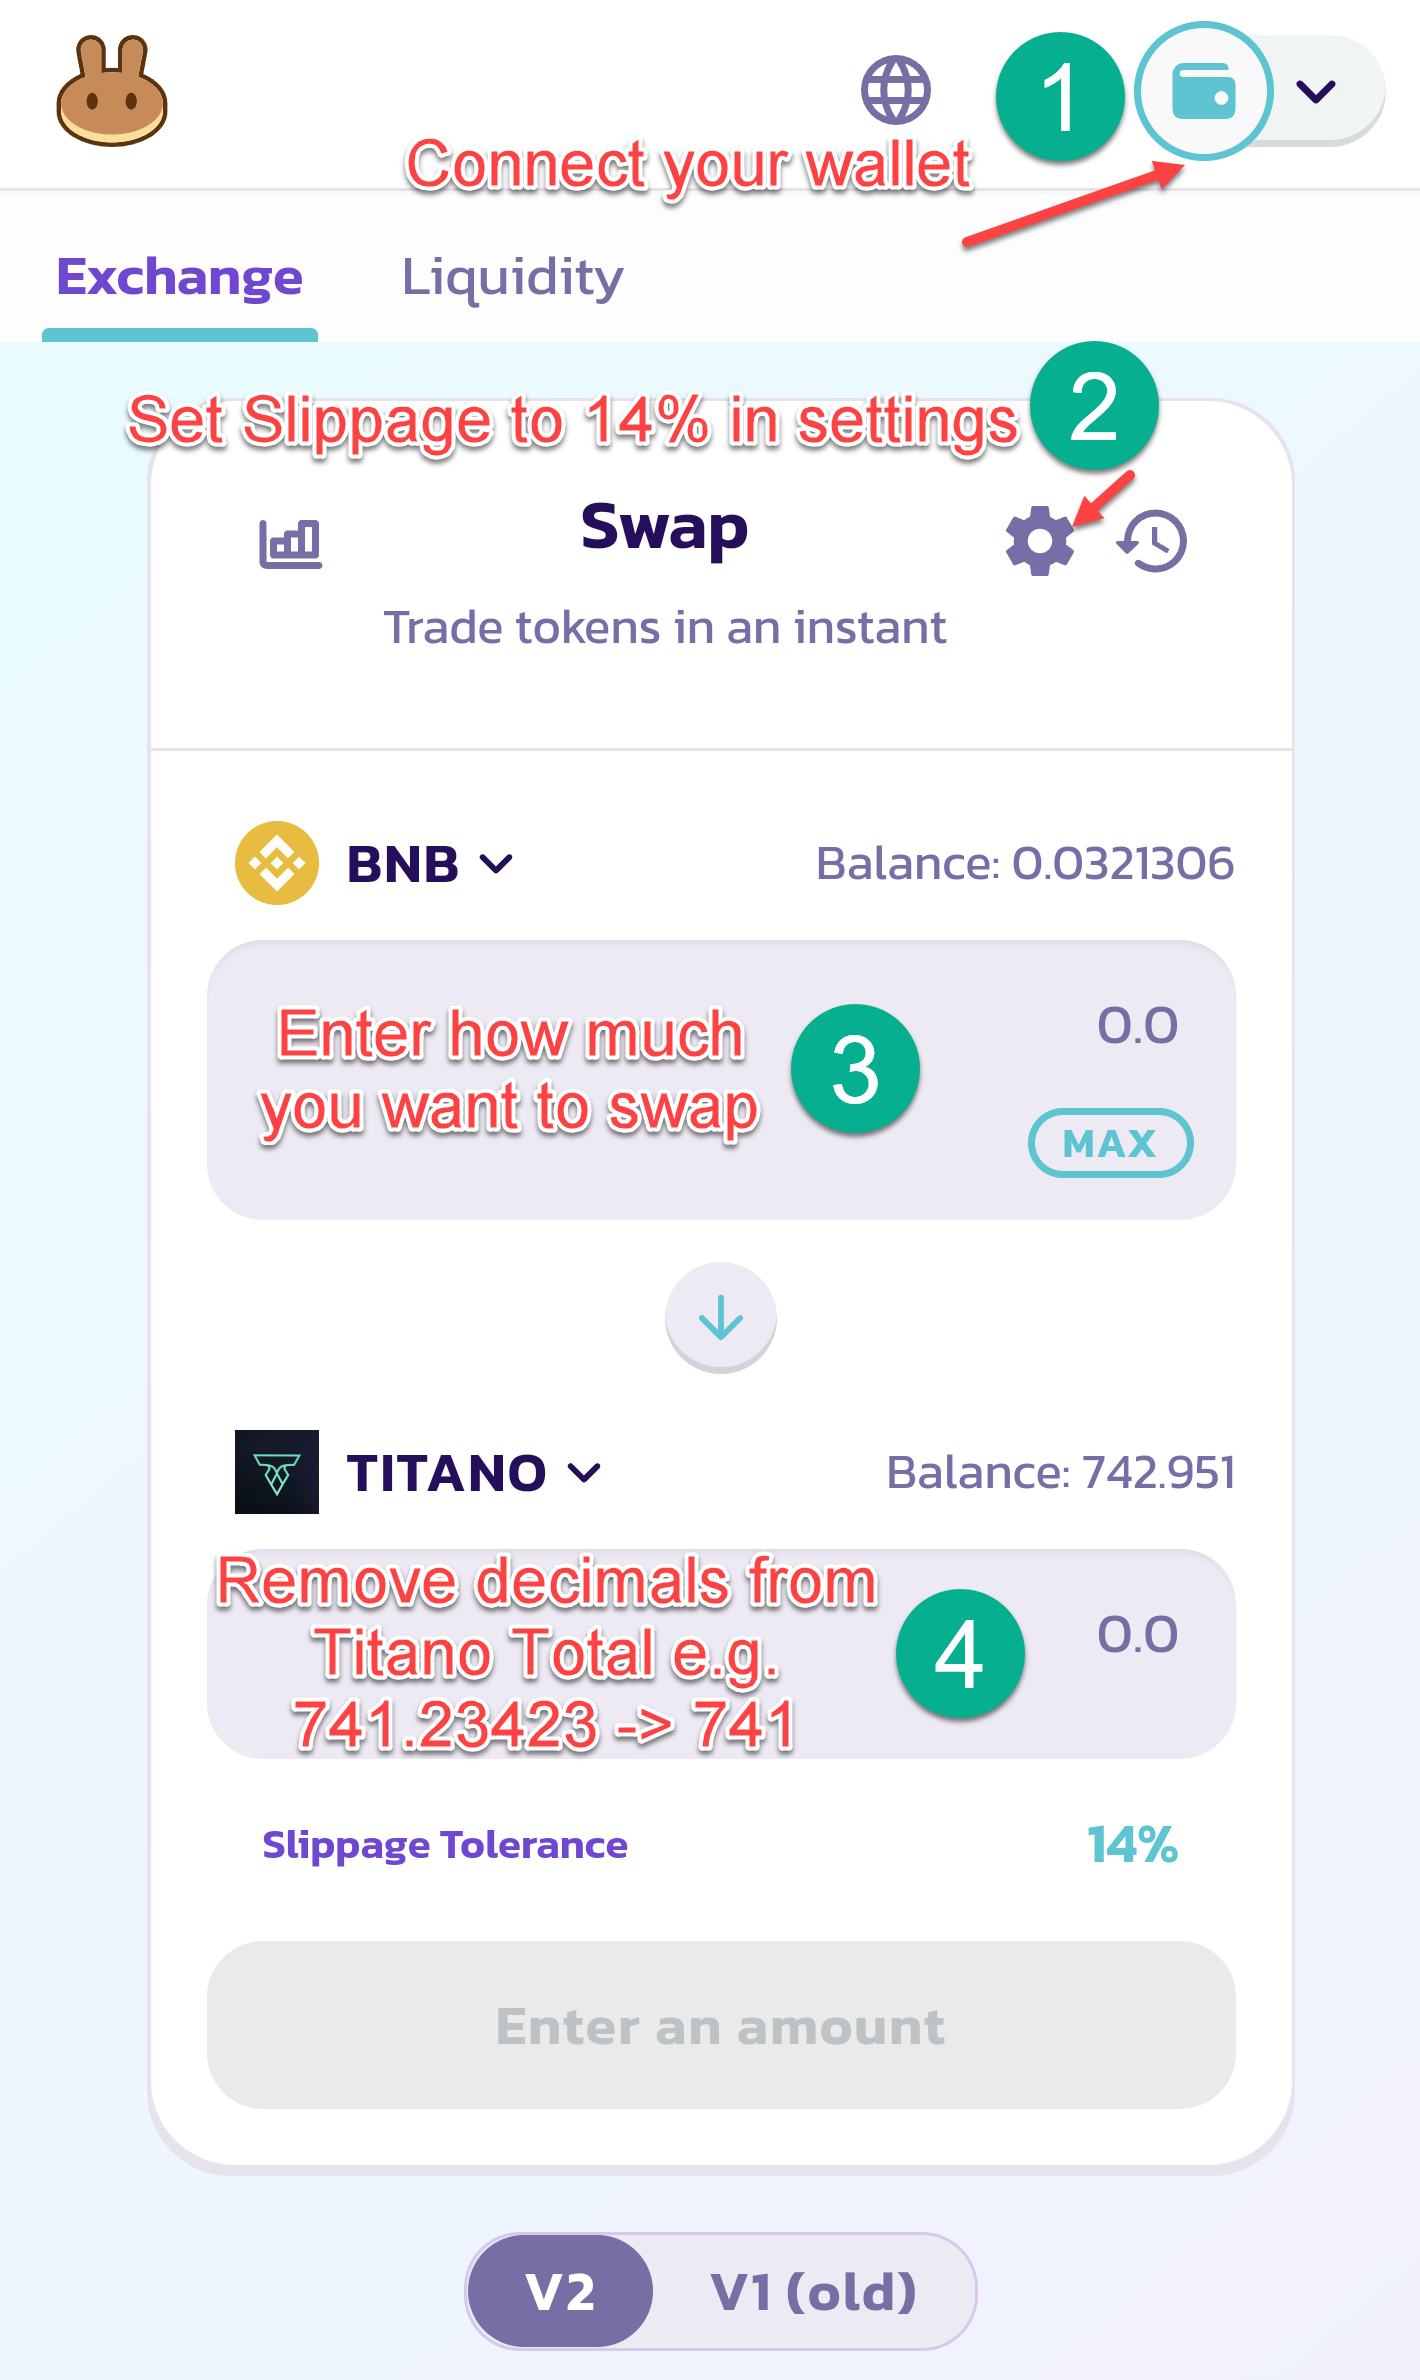 1
Connect your wallet
Exchange
Liquidity
Set Slippage to 14% in settings
2
Swap
Trade tokens in an instant
BNB
Balance: 0.0321306
Enter how much
you want to swap
3
0.0
MAX
TITANO
Balance: 742.951
Remove decimals from
Titano Total e.g.
741.23423 -> 741
4
0.0
Slippage Tolerance
14%
Enter an amount
V2
V1 (old)